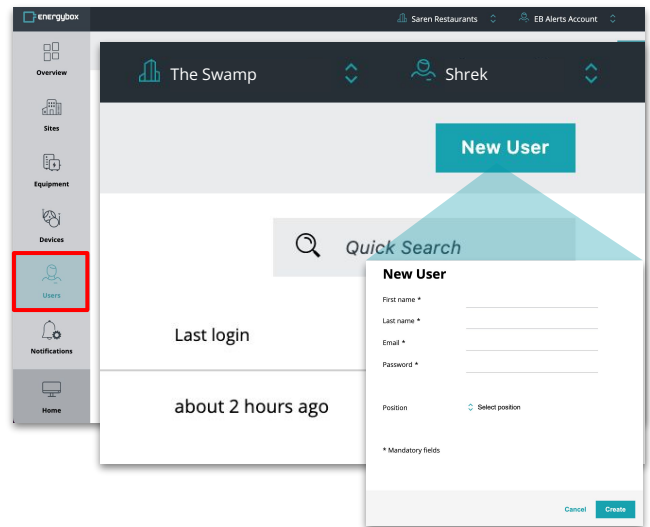 energybox
Saren Restaurants
EB Alerts Account
Overview
Sites
Equipment
Devices
Users
Notifications
Home
The Swamp
Shrek
New User
Quick Search
Last login
about 2 hours ago
New User
First name *
Last name *
Email *
Password *
Position Select position
* Mandatory fields
Cancel Create